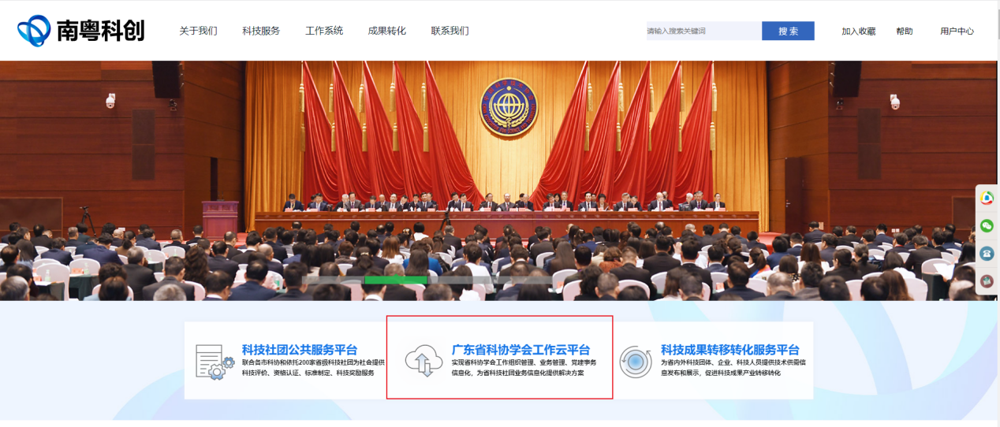 南粤科创
关于我们 科技服务 工作系统 成果转化 联系我们
请输入搜索关键词
搜 索
加入收藏 帮助 用户中心
科技社团公共服务平台
联合各市科协和依托200家省级科技社团为社会提供
科技评价、资格认证、标准制定、科技奖励服务
广东省科协学会工作云平台
实现省科协学会工作组织管理、业务管理、党建事务
信息化，为省科技社团业务信息化提供解决方案
科技成果转移转化服务平台
为省内外科技团体、企业、科技人员提供技术供需信
息发布和展示，促进科技成果产业转移转化